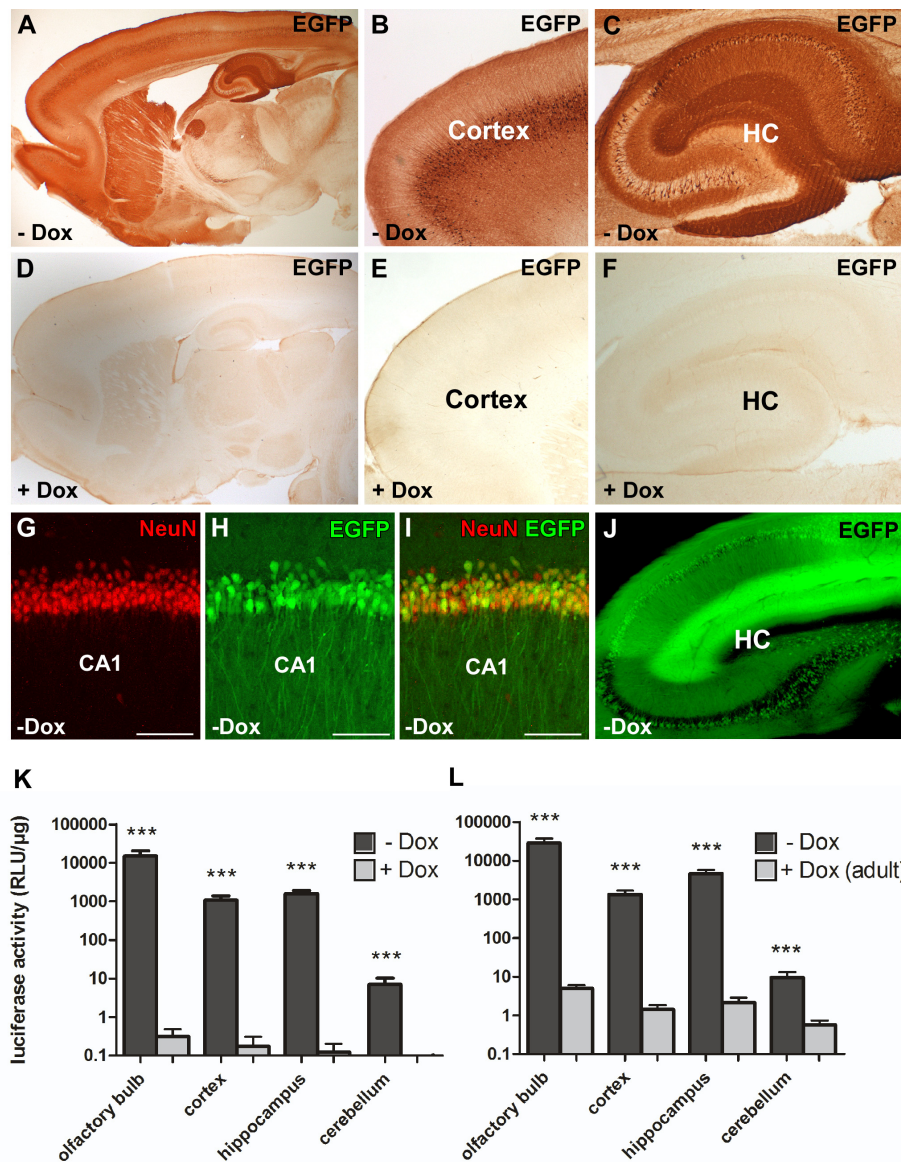 A EGFP
- Dox
B EGFP
Cortex
- Dox
C EGFP
HC
- Dox
D EGFP
+ Dox
E EGFP
Cortex
+ Dox
F EGFP
HC
+ Dox
G NeuN
CA1
-Dox
H EGFP
CA1
-Dox
I NeuN EGFP
CA1
-Dox
J EGFP
HC
-Dox
K
luciferase activity (RLU/µg)
100000
10000
1000
100
10
1
0.1
***
***
***
***
- Dox
+ Dox
olfactory bulb
cortex
hippocampus
cerebellum
L
100000
10000
1000
100
10
1
0.1
***
***
***
***
- Dox
+ Dox (adult)
olfactory bulb
cortex
hippocampus
cerebellum